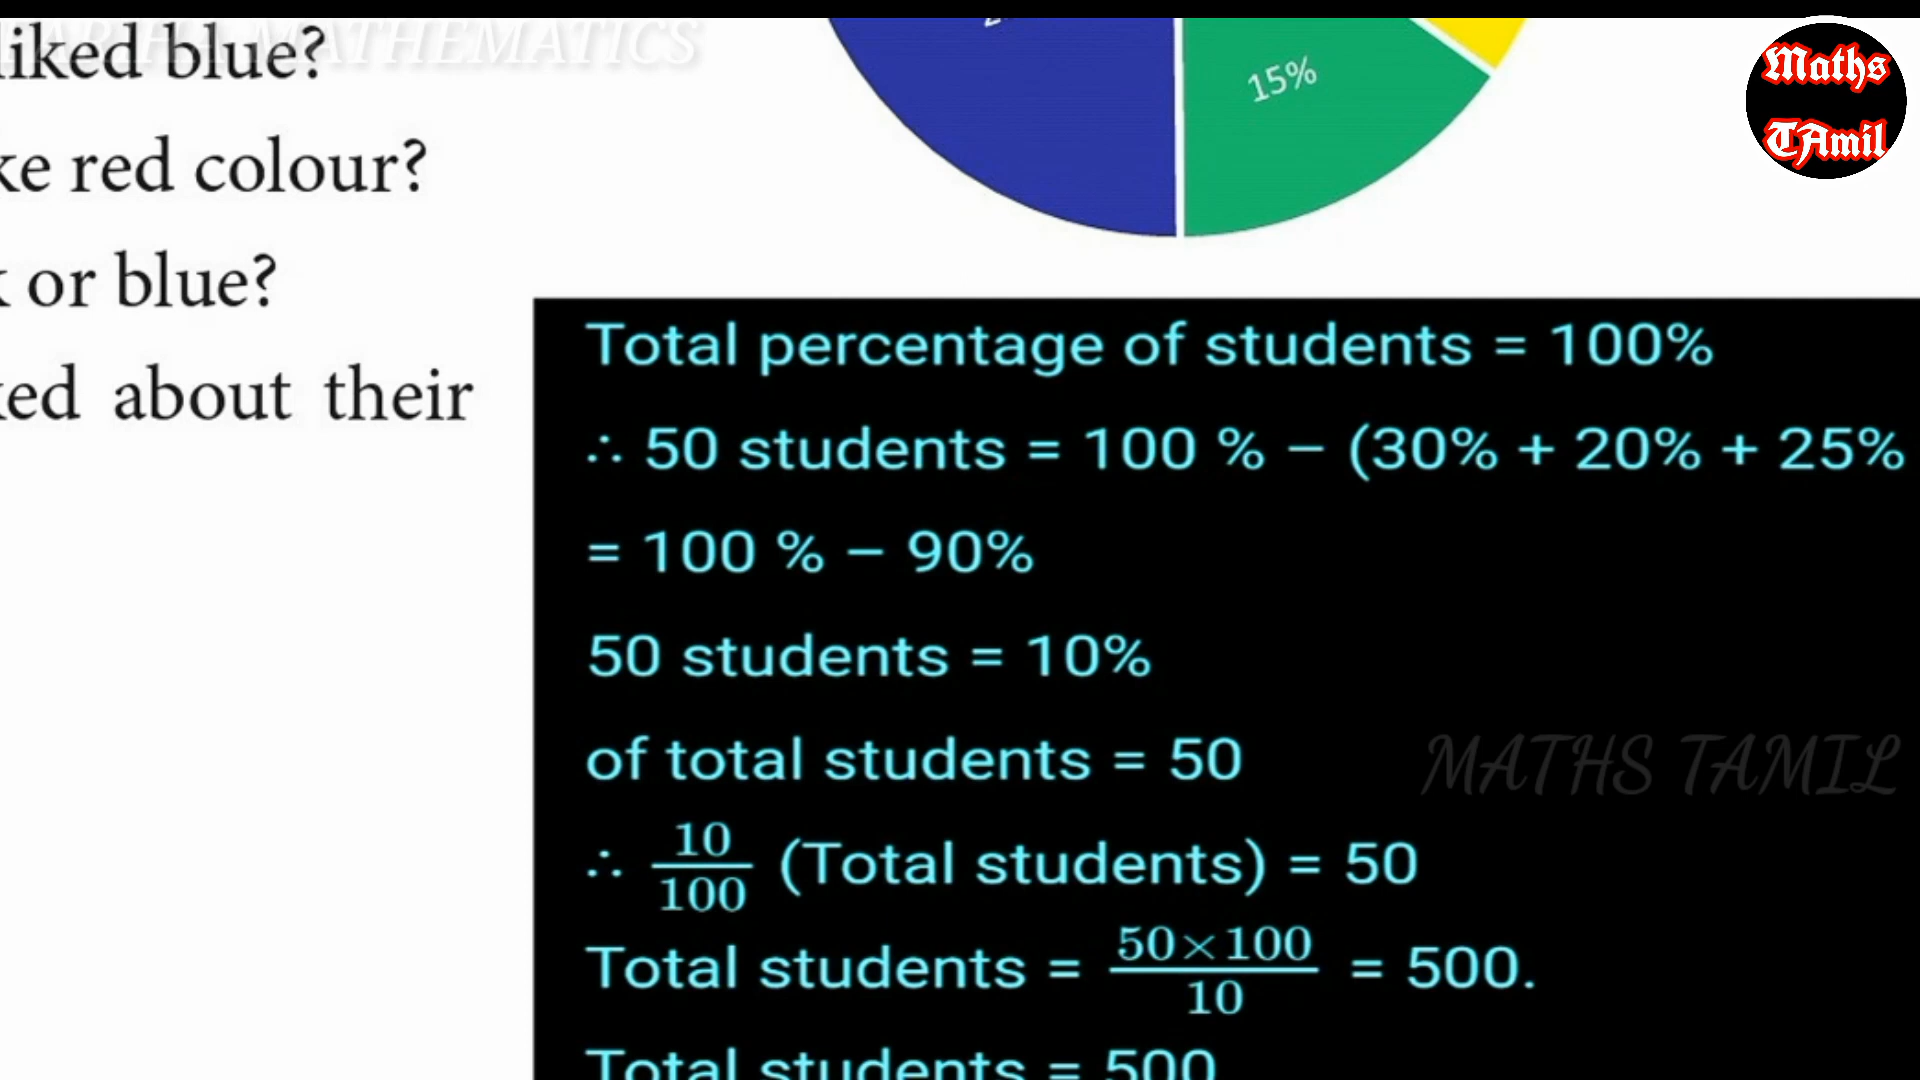 MATHEMATICS
liked blue?
15%
Maths
TAmil
ke red colour?
or blue?
ked about their
Total percentage of students = 100%
∴ 50 students = 100 % − (30% + 20% + 25%
= 100 % − 90%
50 students = 10%
of total students = 50
MATHS TAMIL
∴ 10/100 (Total students) = 50
Total students = 50×100/10 = 500.
Total students = 500